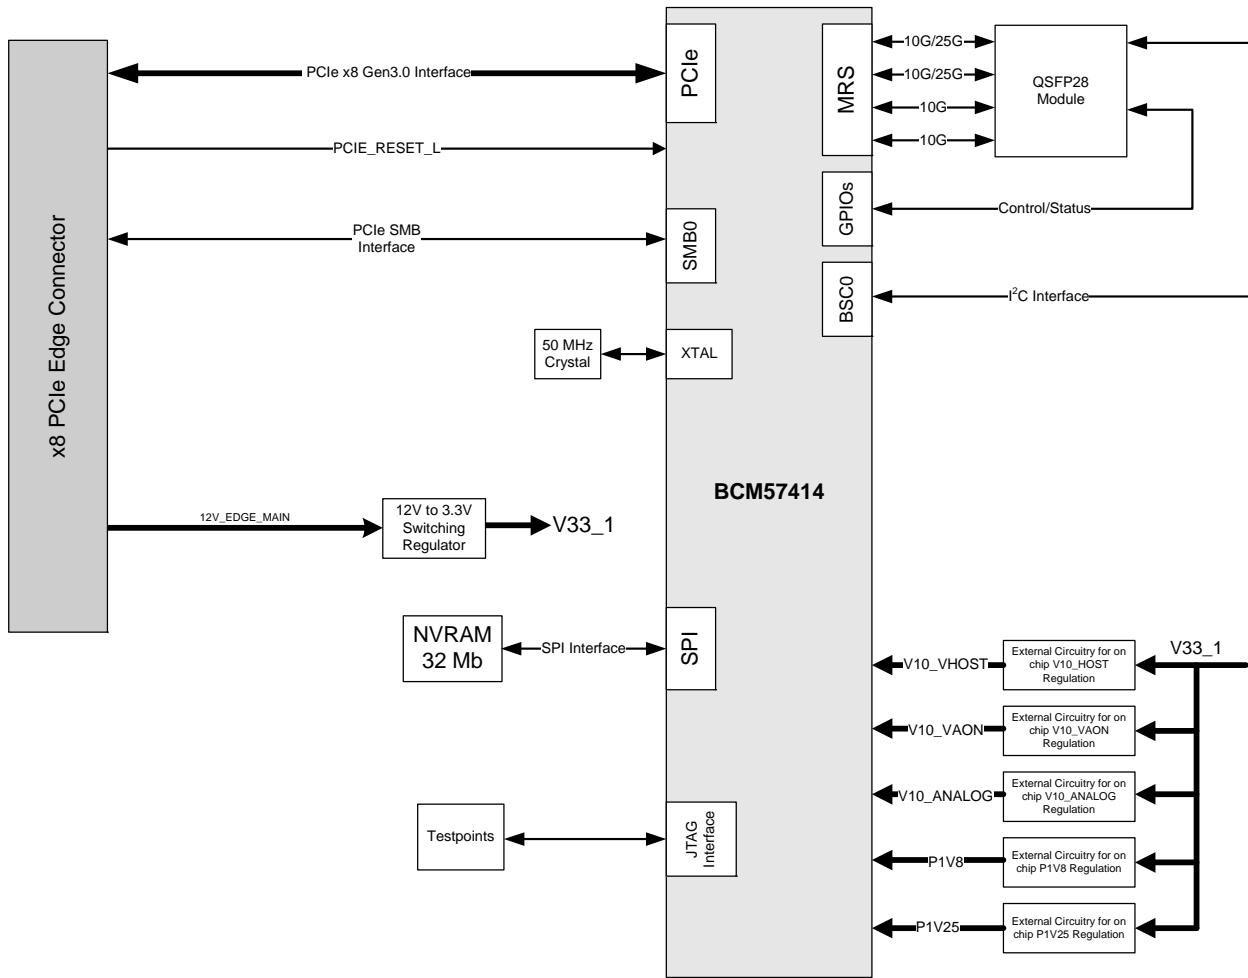 x8 PCIe Edge Connector
PCIe x8 Gen3.0 Interface
PCIE_RESET_L
PCIe SMB
Interface
50 MHz
Crystal
12V_EDGE_MAIN
12V to 3.3V
Switching
Regulator
V33_1
NVRAM
32 Mb
SPI Interface
Testpoints
PCIe
SMB0
XTAL
SPI
JTAG
Interface
BCM57414
MRS
GPIOs
BSC0
10G/25G
10G/25G
10G
10G
QSFP28
Module
Control/Status
I²C Interface
V33_1
V10_VHOST
External Circuitry for on
chip V10_HOST
Regulation
V10_VAON
External Circuitry for on
chip V10_VAON
Regulation
V10_ANALOG
External Circuitry for on
chip V10_ANALOG
Regulation
P1V8
External Circuitry for on
chip P1V8 Regulation
P1V25
External Circuitry for on
chip P1V25 Regulation